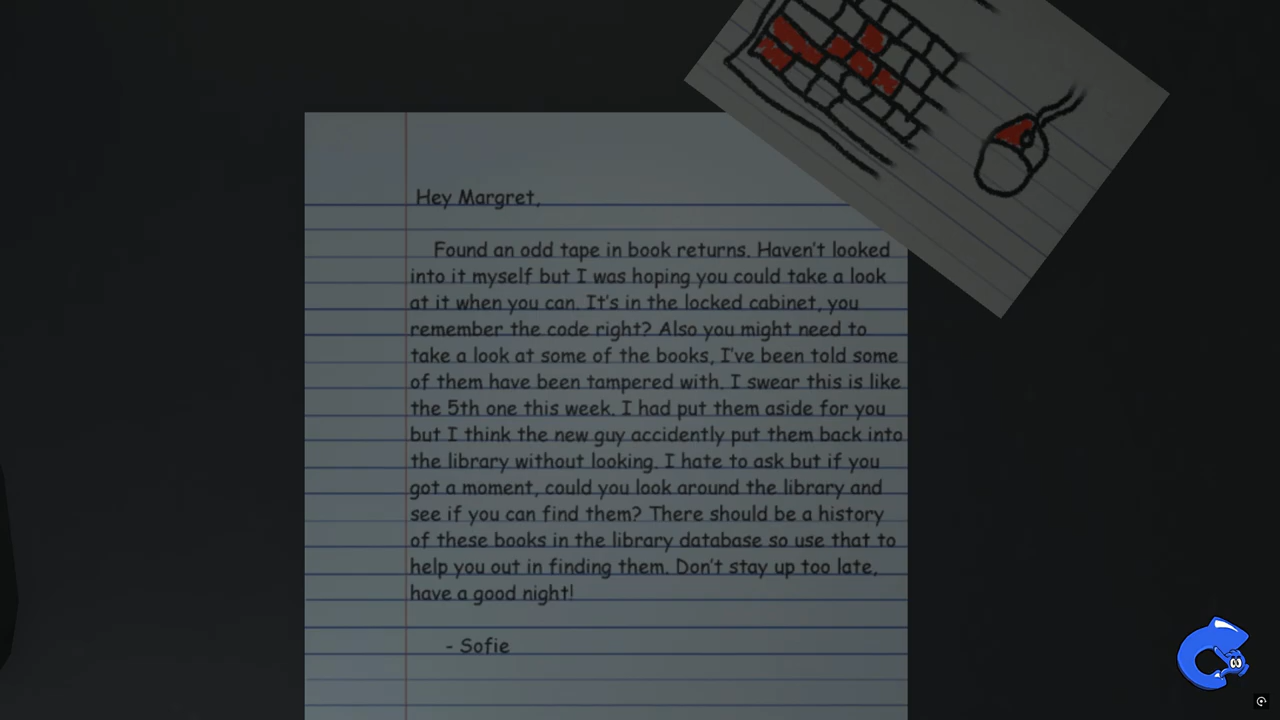 Hey Margret,
Found an odd tape in book returns. Haven't looked
into it myself but I was hoping you could take a look
at it when you can. It's in the locked cabinet, you
remember the code right? Also you might need to
take a look at some of the books, I've been told some
of them have been tampered with. I swear this is like
the 5th one this week. I had put them aside for you
but I think the new guy accidently put them back into
the library without looking. I hate to ask but if you
got a moment, could you look around the library and
see if you can find them? There should be a history
of these books in the library database so use that to
help you out in finding them. Don't stay up too late,
have a good night!
- Sofie